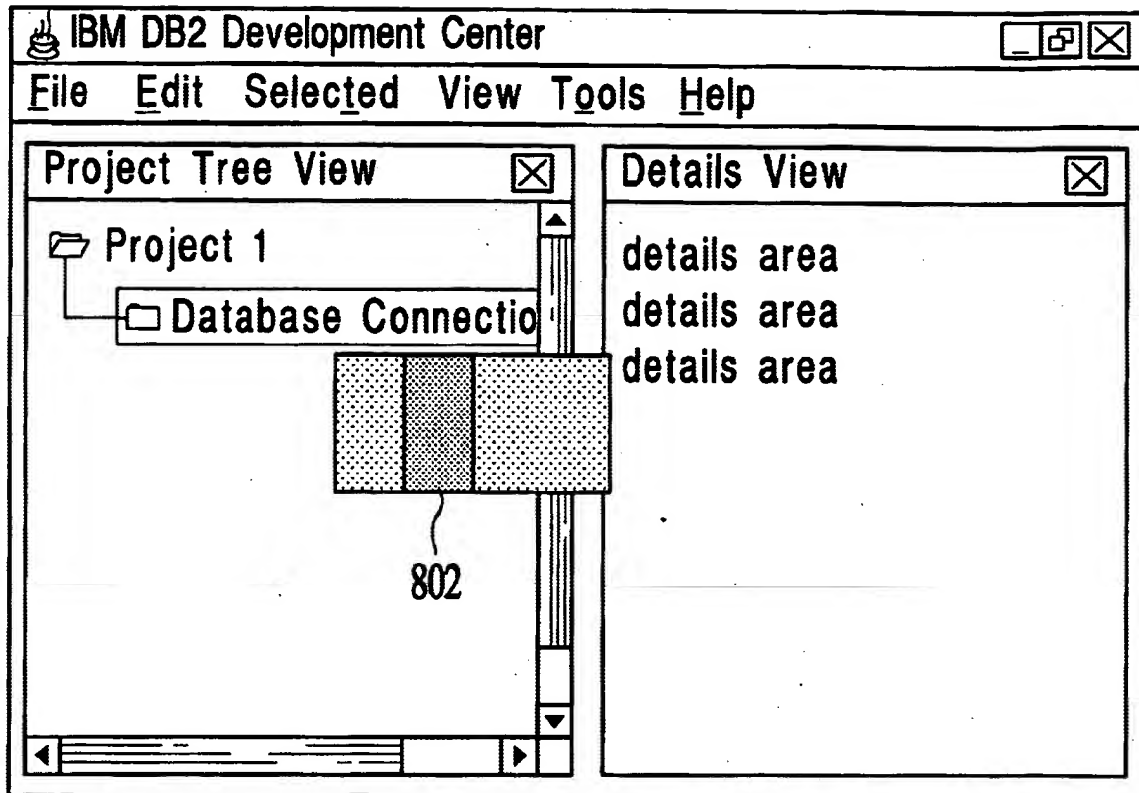 IBM DB2 Development Center
File Edit Selected View Tools Help
Project Tree View
Project 1
Database Connectio
802
Details View
details area
details area
details area